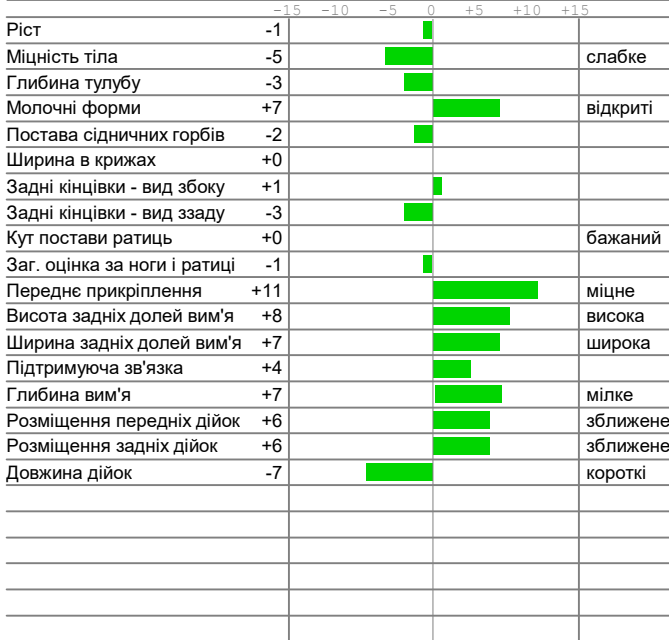 -15 -10 -5 0 +5 +10 +15
Ріст -1
Міцність тіла -5 слабке
Глибина тулубу -3
Молочні форми +7 відкриті
Постава сідничних горбів -2
Ширина в крижах +0
Задні кінцівки - вид збоку +1
Задні кінцівки - вид ззаду -3
Кут постави ратиць +0 бажаний
Заг. оцінка за ноги і ратиці -1
Переднє прикріплення +11 міцне
Висота задніх долей вим'я +8 висока
Ширина задніх долей вим'я +7 широка
Підтримуюча зв'язка +4
Глибина вим'я +7 мілке
Розміщення передніх дійок +6 зближене
Розміщення задніх дійок +6 зближене
Довжина дійок -7 короткі